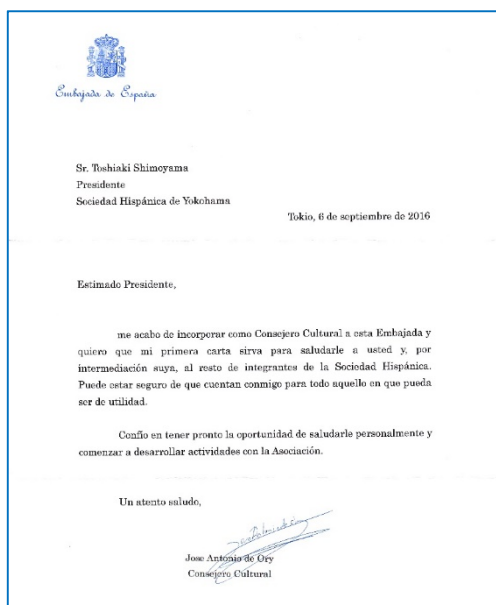 Embajada de España
Sr. Toshiaki Shimoyama
Presidente
Sociedad Hispánica de Yokohama
Tokio, 6 de septiembre de 2016
Estimado Presidente,
me acabo de incorporar como Consejero Cultural a esta Embajada y
quiero que mi primera carta sirva para saludarle a usted y, por
intermediación suya, al resto de integrantes de la Sociedad Hispánica.
Puede estar seguro de que cuentan conmigo para todo aquello en que pueda
ser de utilidad.
Confío en tener pronto la oportunidad de saludarle personalmente y
comenzar a desarrollar actividades con la Asociación.
Un atento saludo,
Jose Antonio de Ory
Consejero Cultural